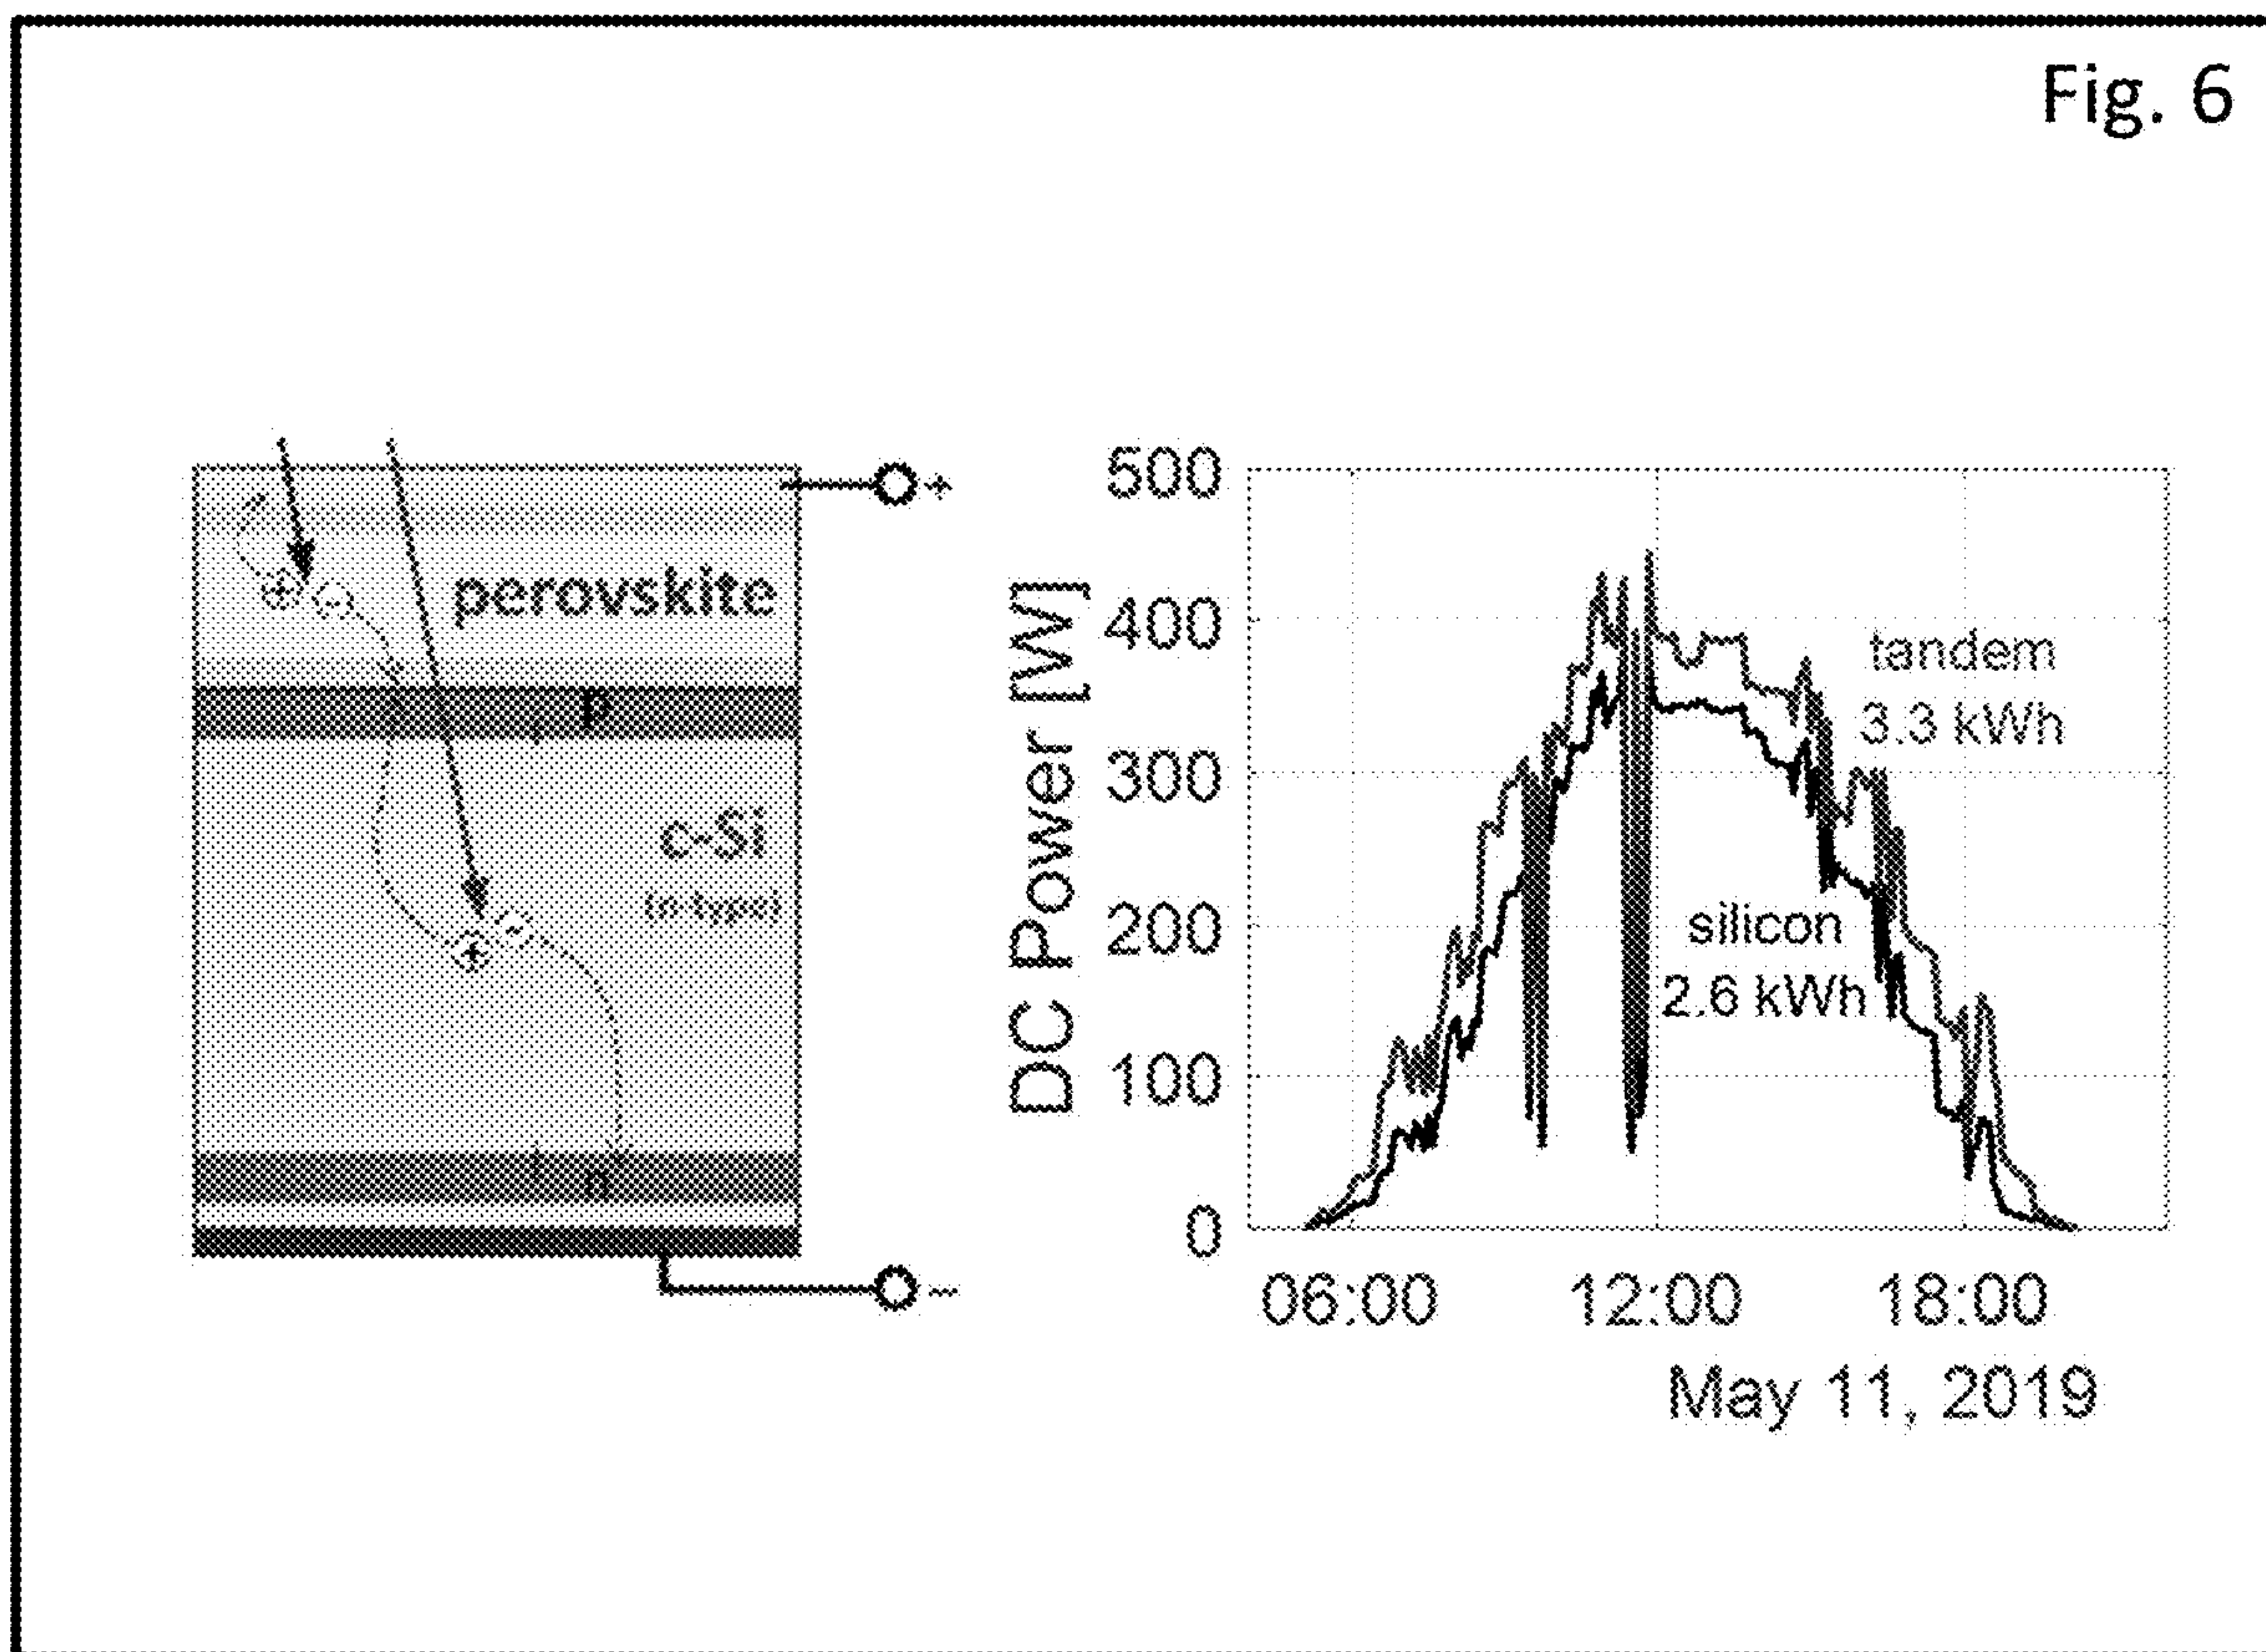 Fig. 6
+
+ -
perovskite
p
c-Si
(n-type)
+ -
n
-
DC Power [W]
500
400
300
200
100
0
tandem
3.3 kWh
silicon
2.6 kWh
06:00 12:00 18:00
May 11, 2019